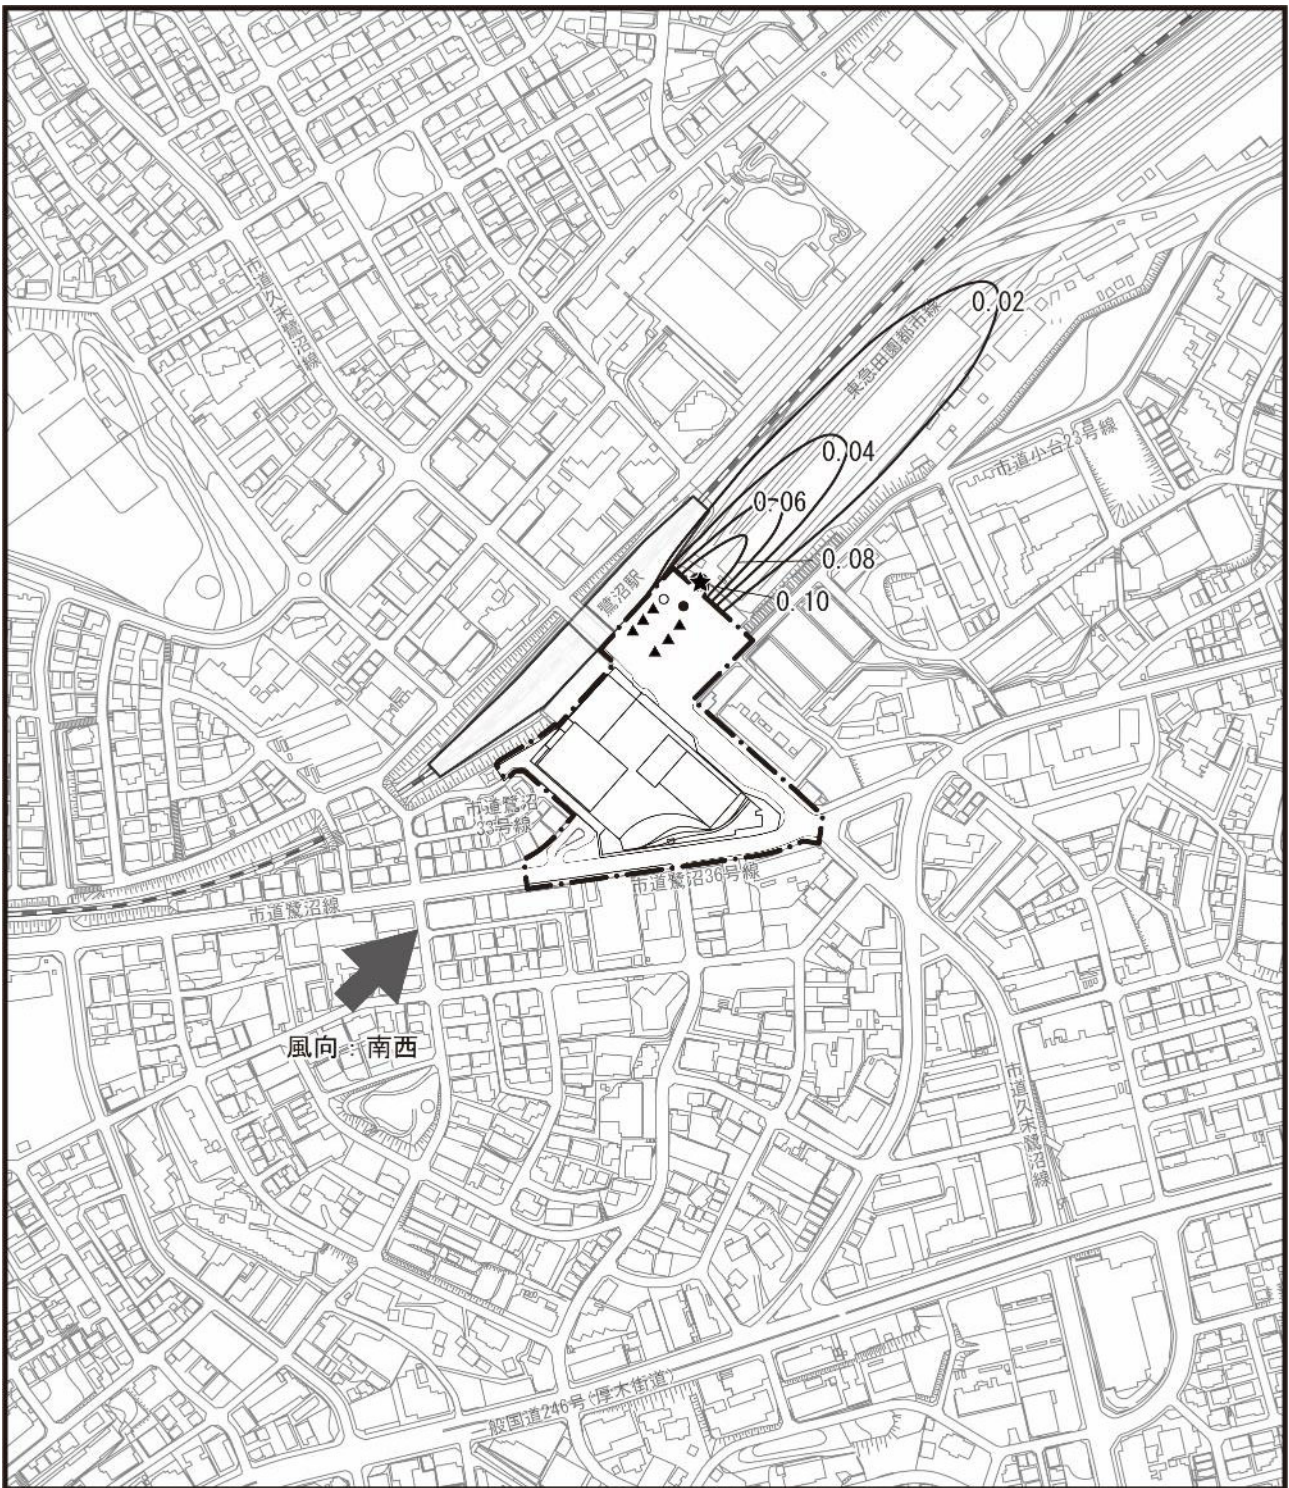 市道久末鷺沼線
0.02
東急田園都市線
市道小台23号線
0.04
0.06
0.08
0.10
鷺沼駅
市道鷺沼
33号線
市道鷺沼36号線
市道鷺沼線
風向：南西
市道久末鷺沼線
一般国道246号(厚木街道)